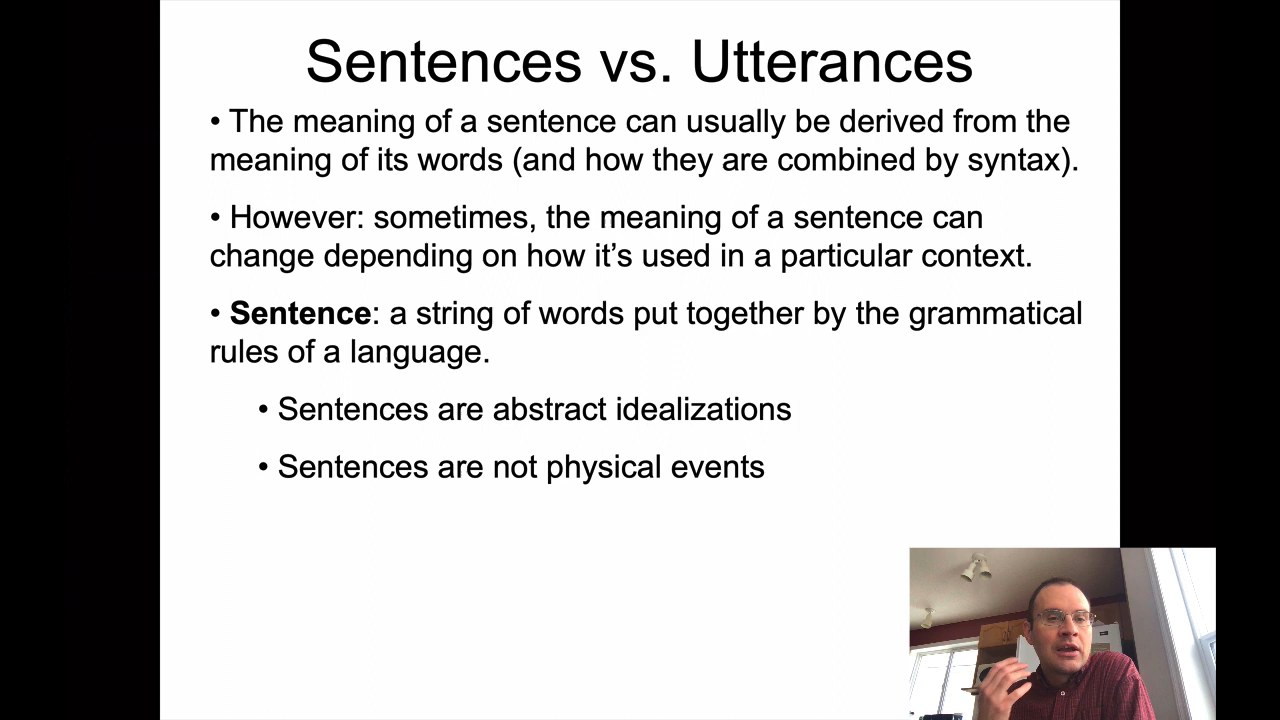 Sentences vs. Utterances
• The meaning of a sentence can usually be derived from the
meaning of its words (and how they are combined by syntax).
• However: sometimes, the meaning of a sentence can
change depending on how it’s used in a particular context.
• Sentence: a string of words put together by the grammatical
rules of a language.
• Sentences are abstract idealizations
• Sentences are not physical events